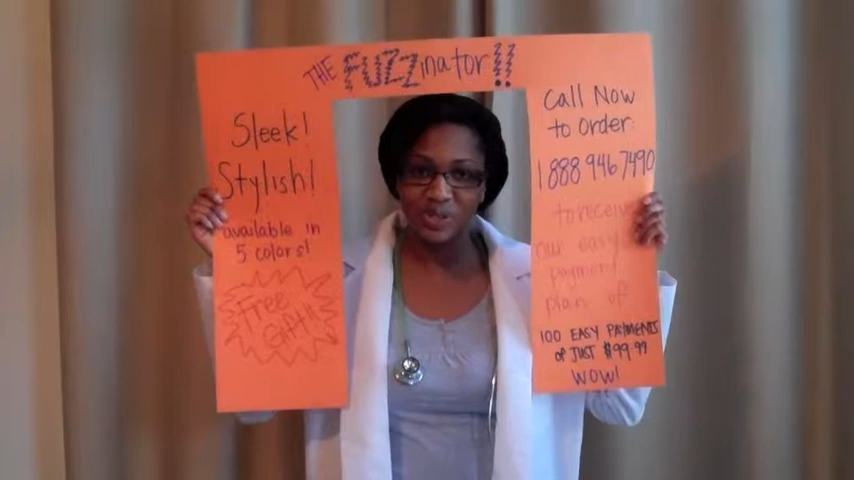 THE FUZZinator!!
Sleek!
Stylish!
available in
5 colors!
Free
Gift!!
Call Now
to Order:
1 888 946 7490
to receive
our easy
payment
plan of
100 EASY PAYMENTS
OF JUST $99.99
WOW!